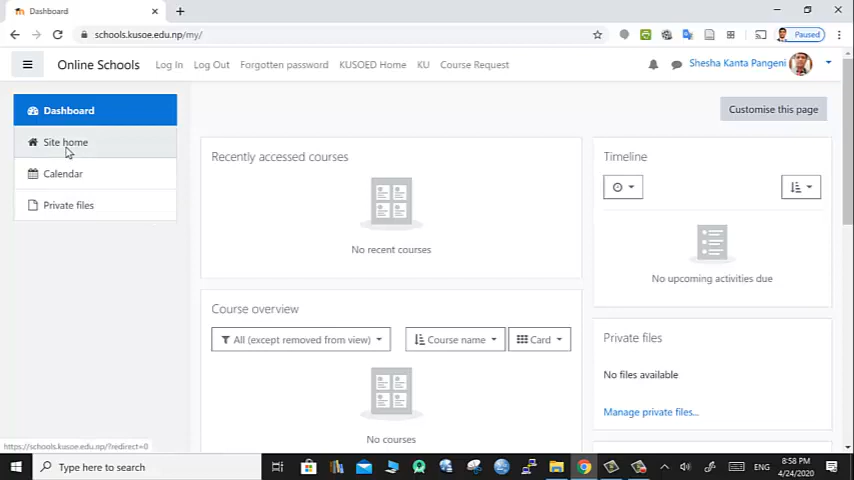 Dashboard
schools.kusoe.edu.np/my/
Paused
Online Schools Log In Log Out Forgotten password KUSOED Home KU Course Request
Shesha Kanta Pangeni
Dashboard
Site home
Calendar
Private files
Customise this page
Recently accessed courses
No recent courses
Timeline
No upcoming activities due
Course overview
All (except removed from view) Course name Card
No courses
Private files
No files available
Manage private files...
https://schools.kusoe.edu.np/?redirect=0
Type here to search
ENG
8:58 PM
4/24/2020